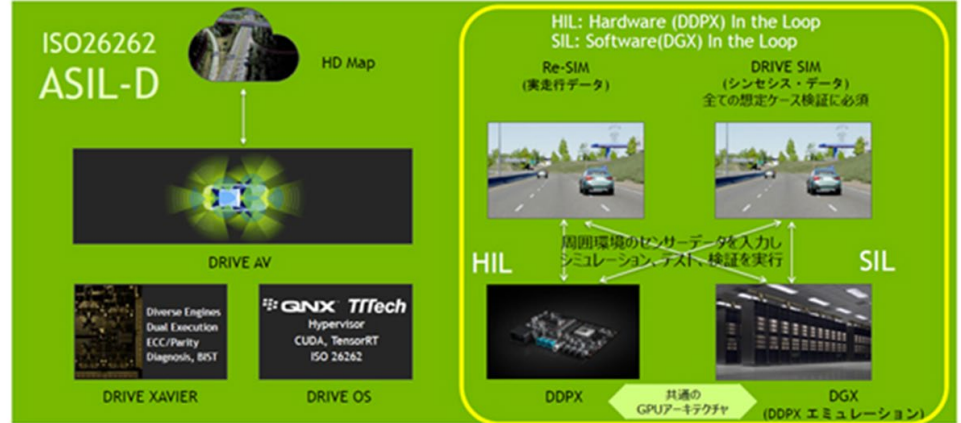 ISO26262
ASIL-D
HD Map
DRIVE AV
Diverse Engines
Dual Execution
ECC/Parity
Diagnosis, BIST
DRIVE XAVIER
QNX TTTech
Hypervisor
CUDA, TensorRT
ISO 26262
DRIVE OS
HIL: Hardware (DDPX) In the Loop
SIL: Software(DGX) In the Loop
Re-SIM
(実走行データ)
DRIVE SIM
(シンセシス・データ)
全ての想定ケース検証に必須
周囲環境のセンサーデータを入力し
シミュレーション、テスト、検証を実行
HIL
SIL
DDPX
共通の
GPUアーキテクチャ
DGX
(DDPX エミュレーション)